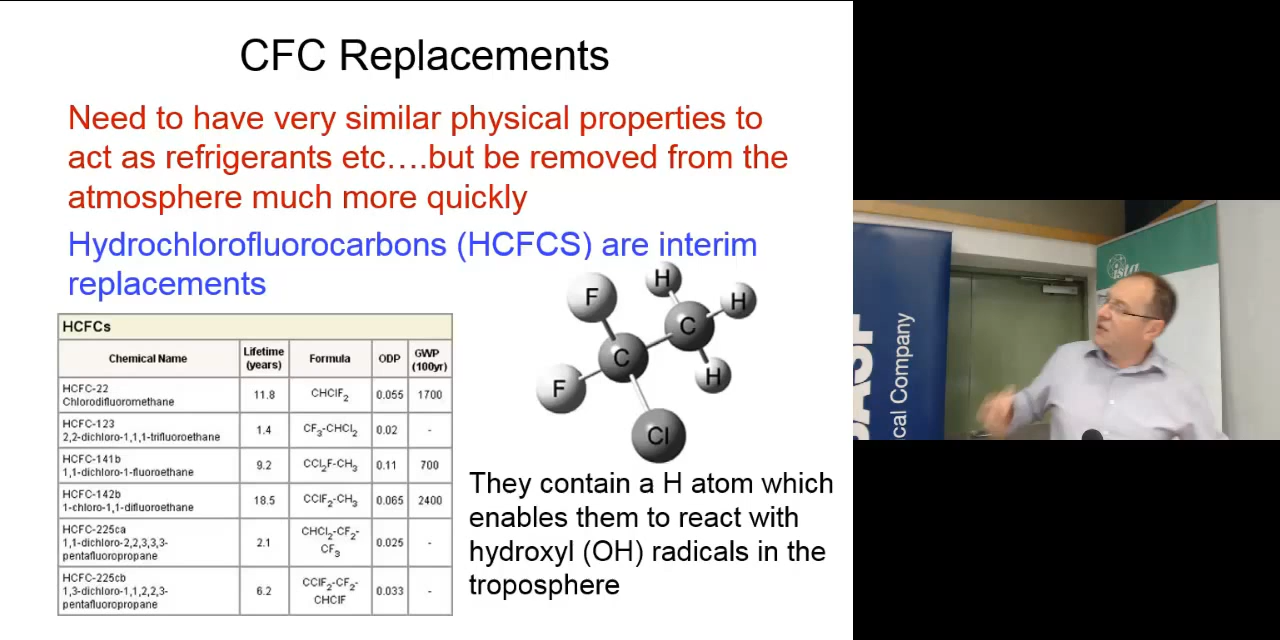 CFC Replacements
Need to have very similar physical properties to
act as refrigerants etc….but be removed from the
atmosphere much more quickly
Hydrochlorofluorocarbons (HCFCS) are interim
replacements
HCFCs
Chemical Name Lifetime (years) Formula ODP GWP (100yr)
HCFC-22
Chlorodifluoromethane
11.8 CHClF₂ 0.055 1700
HCFC-123
2,2-dichloro-1,1,1-trifluoroethane
1.4 CF₃-CHCl₂ 0.02 -
HCFC-141b
1,1-dichloro-1-fluoroethane
9.2 CCl₂F-CH₃ 0.11 700
HCFC-142b
1-chloro-1,1-difluoroethane
18.5 CClF₂-CH₃ 0.065 2400
HCFC-225ca
1,1-dichloro-2,2,3,3,3-
pentafluoropropane
2.1 CHCl₂-CF₂-
CF₃
0.025 -
HCFC-225cb
1,3-dichloro-1,1,2,2,3-
pentafluoropropane
6.2 CClF₂-CF₂-
CHClF
0.033 -
F
H
H
C
C
F
H
Cl
They contain a H atom which
enables them to react with
hydroxyl (OH) radicals in the
troposphere
ista
BASF
cal Company